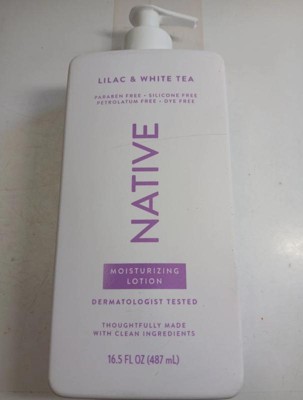 LILAC & WHITE TEA
PARABEN FREE • SILICONE FREE
PETROLATUM FREE • DYE FREE
NATIVE
MOISTURIZING
LOTION
DERMATOLOGIST TESTED
THOUGHTFULLY MADE
WITH CLEAN INGREDIENTS
16.5 FL OZ (487 mL)